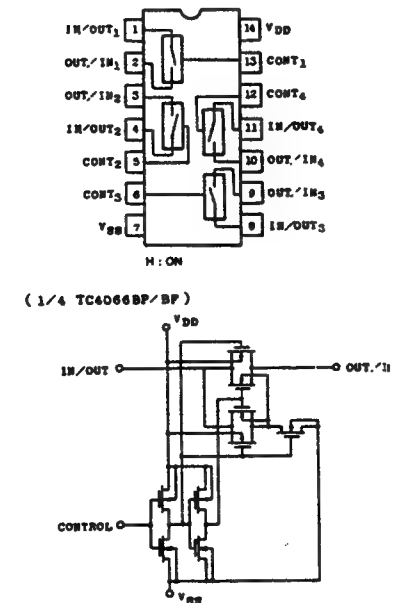 IN/OUT1 1 14 VDD
OUT/IN1 2 13 CONT1
OUT/IN2 3 12 CONT4
IN/OUT2 4 11 IN/OUT4
CONT2 5 10 OUT/IN4
CONT3 6 9 OUT/IN3
VSS 7 8 IN/OUT3
H : ON
( 1/4 TC4066BP/BF )
VDD
IN/OUT OUT/I
CONTROL
VSS